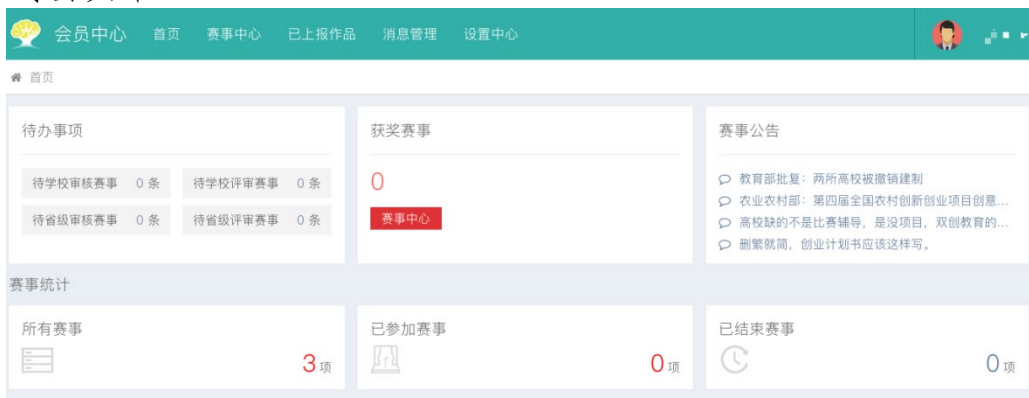 会员中心 首页 赛事中心 已上报作品 消息管理 设置中心
首页
待办事项
待学校审核赛事 0 条 待学校评审赛事 0 条
待省级审核赛事 0 条 待省级评审赛事 0 条
获奖赛事
0
赛事中心
赛事公告
教育部批复：两所高校被撤销建制
农业农村部：第四届全国农村创新创业项目创意...
高校缺的不是比赛辅导，是没项目，双创教育的...
删繁就简，创业计划书应该这样写。
赛事统计
所有赛事
3 项
已参加赛事
0 项
已结束赛事
0 项